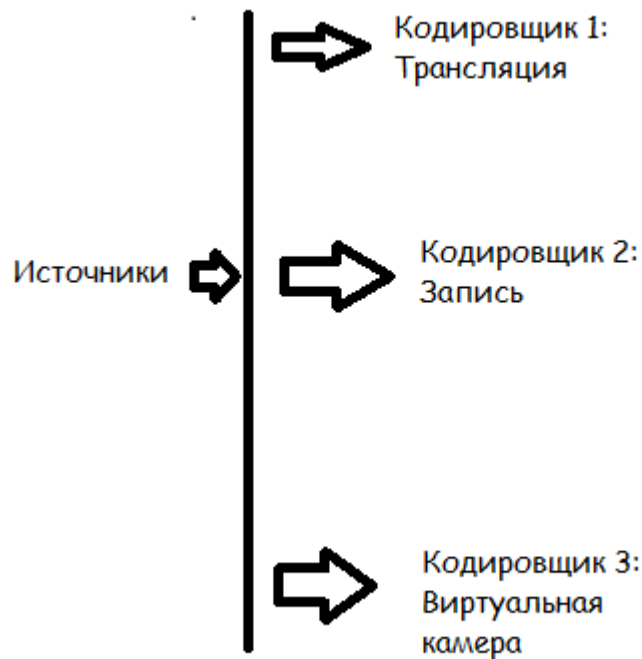 Кодировщик 1:
Трансляция
Источники
Кодировщик 2:
Запись
Кодировщик 3:
Виртуальная
камера